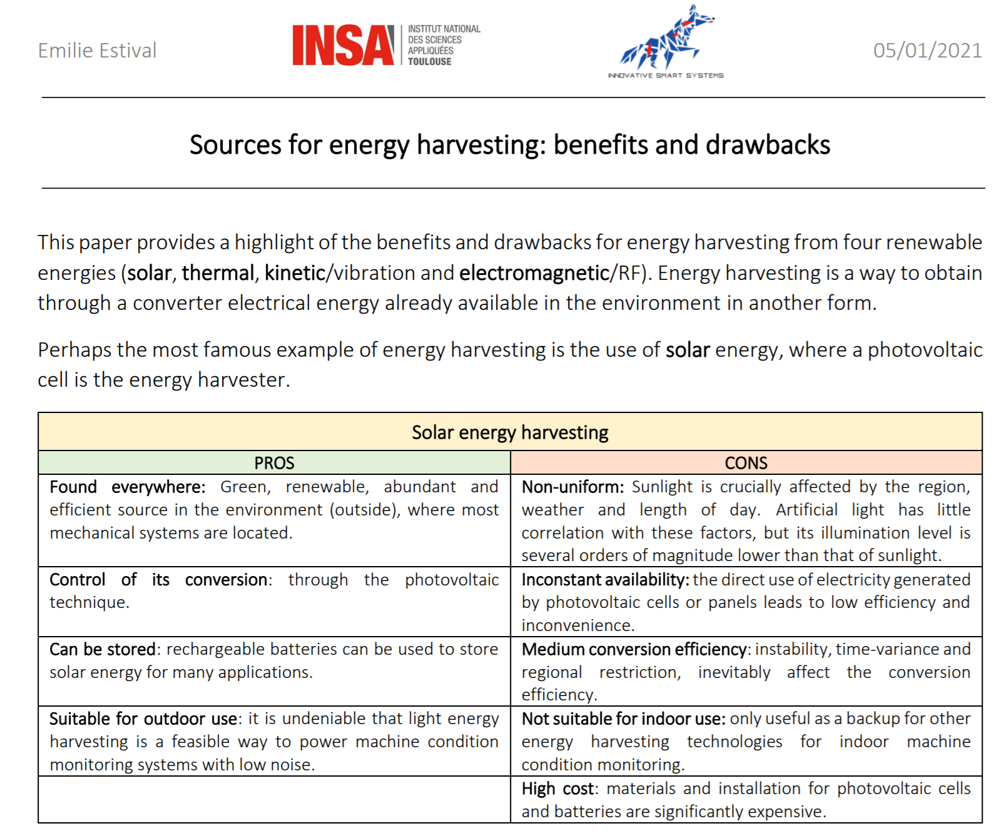 Emilie Estival
INSA
INSTITUT NATIONAL
DES SCIENCES
APPLIQUÉES
TOULOUSE
INNOVATIVE SMART SYSTEMS
05/01/2021
Sources for energy harvesting: benefits and drawbacks
This paper provides a highlight of the benefits and drawbacks for energy harvesting from four renewable
energies (solar, thermal, kinetic/vibration and electromagnetic/RF). Energy harvesting is a way to obtain
through a converter electrical energy already available in the environment in another form.
Perhaps the most famous example of energy harvesting is the use of solar energy, where a photovoltaic
cell is the energy harvester.
Solar energy harvesting
PROS
CONS
Found everywhere: Green, renewable, abundant and
efficient source in the environment (outside), where most
mechanical systems are located.
Non-uniform: Sunlight is crucially affected by the region,
weather and length of day. Artificial light has little
correlation with these factors, but its illumination level is
several orders of magnitude lower than that of sunlight.
Control of its conversion: through the photovoltaic
technique.
Inconstant availability: the direct use of electricity generated
by photovoltaic cells or panels leads to low efficiency and
inconvenience.
Can be stored: rechargeable batteries can be used to store
solar energy for many applications.
Medium conversion efficiency: instability, time-variance and
regional restriction, inevitably affect the conversion
efficiency.
Suitable for outdoor use: it is undeniable that light energy
harvesting is a feasible way to power machine condition
monitoring systems with low noise.
Not suitable for indoor use: only useful as a backup for other
energy harvesting technologies for indoor machine
condition monitoring.
High cost: materials and installation for photovoltaic cells
and batteries are significantly expensive.